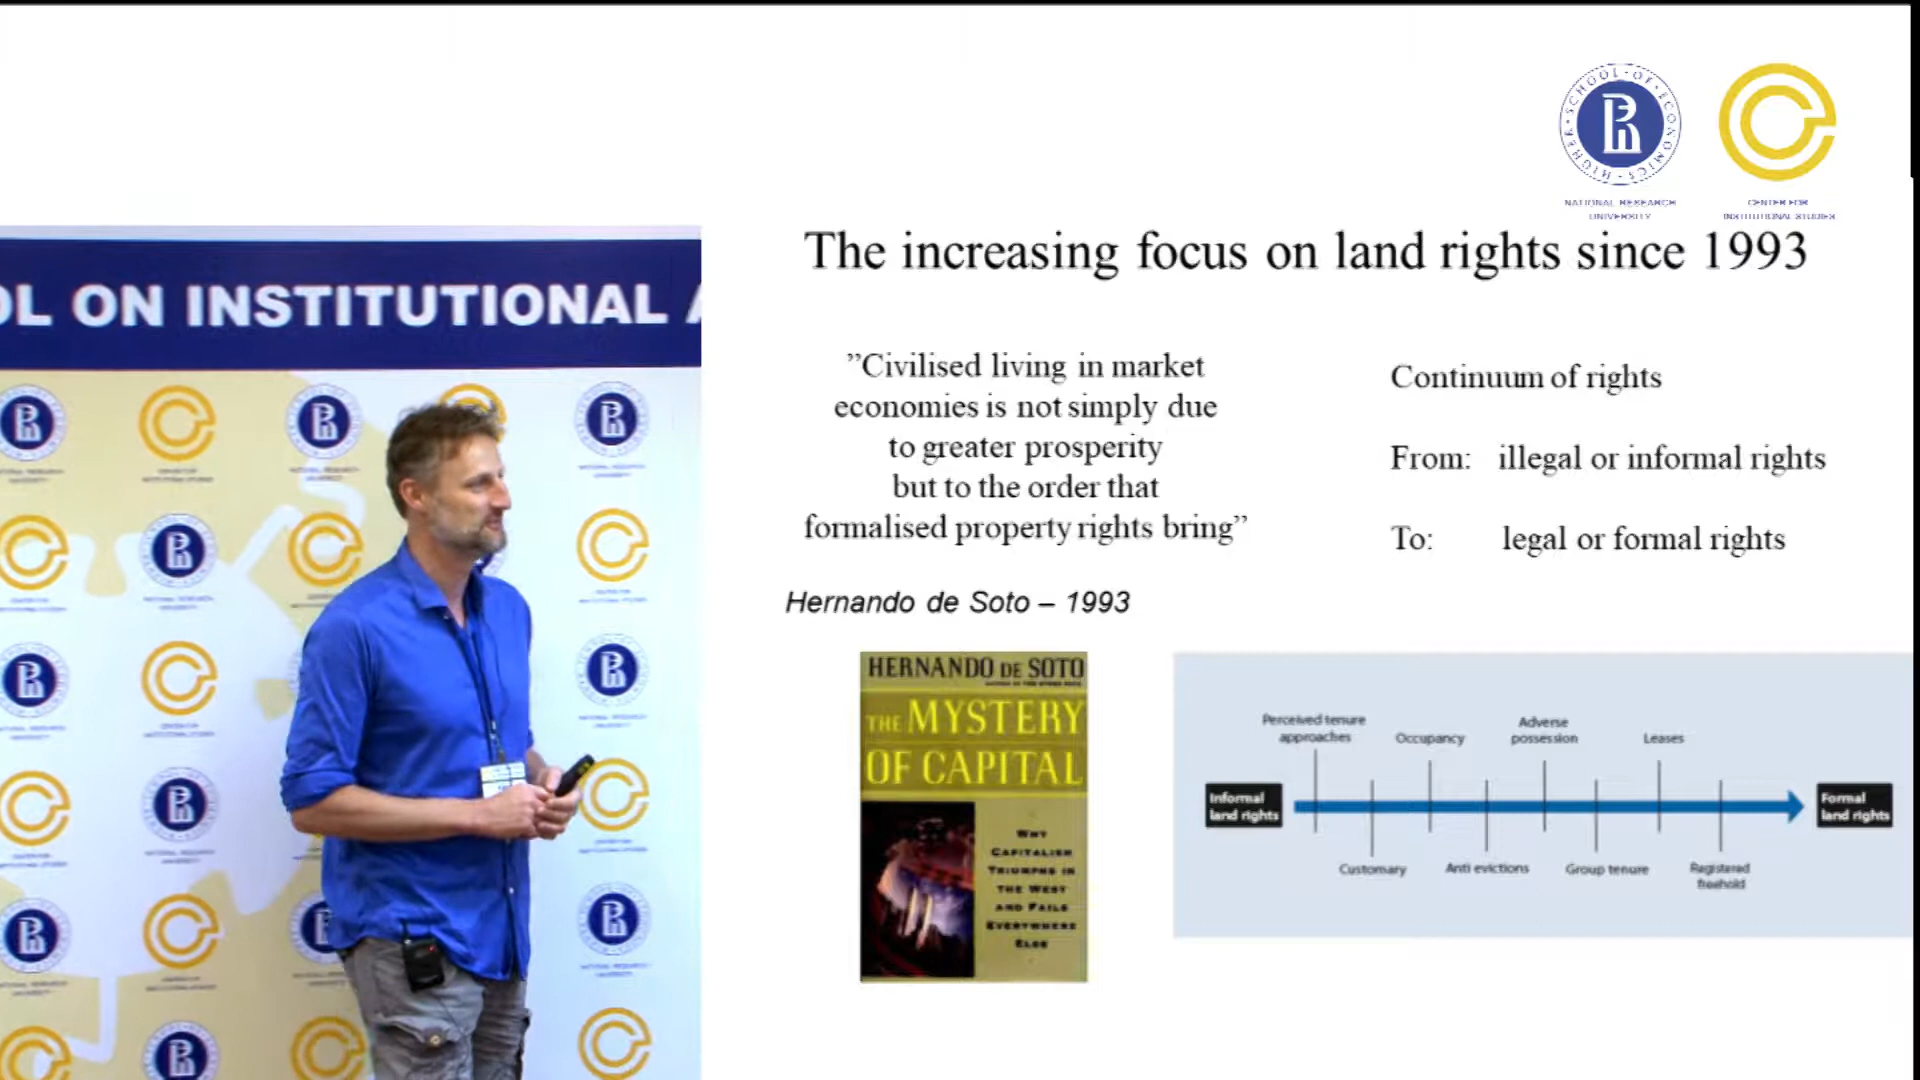 HIGHER · SCHOOL · OF · ECONOMICS ·
NATIONAL RESEARCH
UNIVERSITY
CENTER FOR
INSTITUTIONAL STUDIES
OL ON INSTITUTIONAL A
The increasing focus on land rights since 1993
”Civilised living in market
economies is not simply due
to greater prosperity
but to the order that
formalised property rights bring”
Hernando de Soto – 1993
Continuum of rights
From: illegal or informal rights
To: legal or formal rights
HERNANDO DE SOTO
THE MYSTERY
OF CAPITAL
WHY
CAPITALISM
TRIUMPHS IN
THE WEST
AND FAILS
EVERYWHERE
ELSE
Perceived tenure
approaches
Occupancy
Adverse
possession
Leases
Informal
land rights
Formal
land rights
Customary
Anti evictions
Group tenure
Registered
freehold